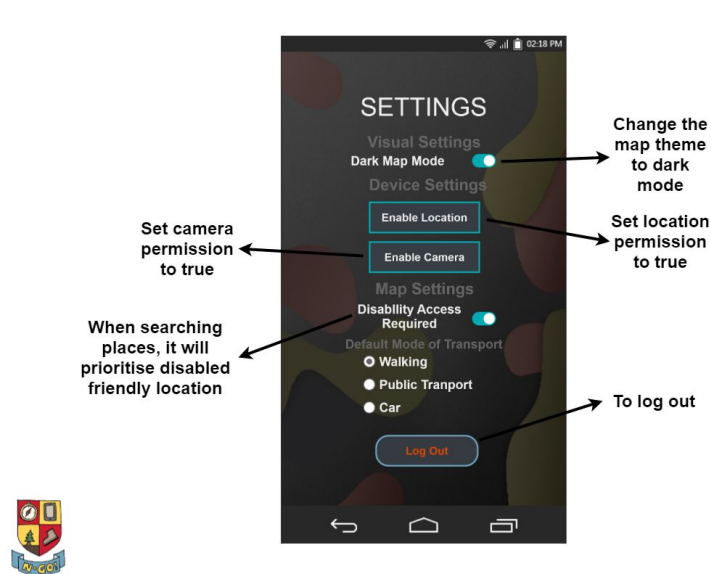 02:18 PM
SETTINGS
Visual Settings
Dark Map Mode
Device Settings
Enable Location
Enable Camera
Map Settings
Disability Access
Required
Default Mode of Transport
Walking
Public Tranport
Car
Log Out
Change the
map theme
to dark
mode
Set location
permission
to true
Set camera
permission
to true
When searching
places, it will
prioritise disabled
friendly location
To log out
N-GO!